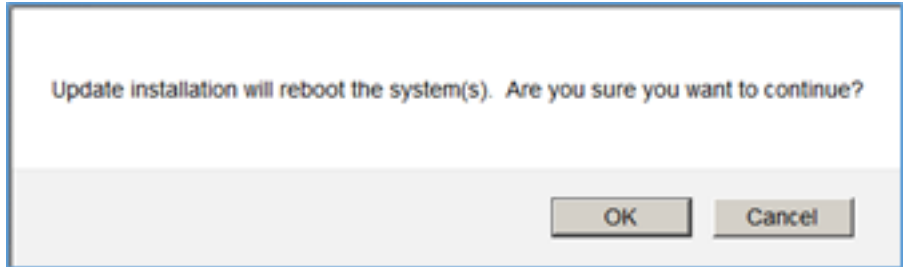 Update installation will reboot the system(s).  Are you sure you want to continue?
OK
Cancel